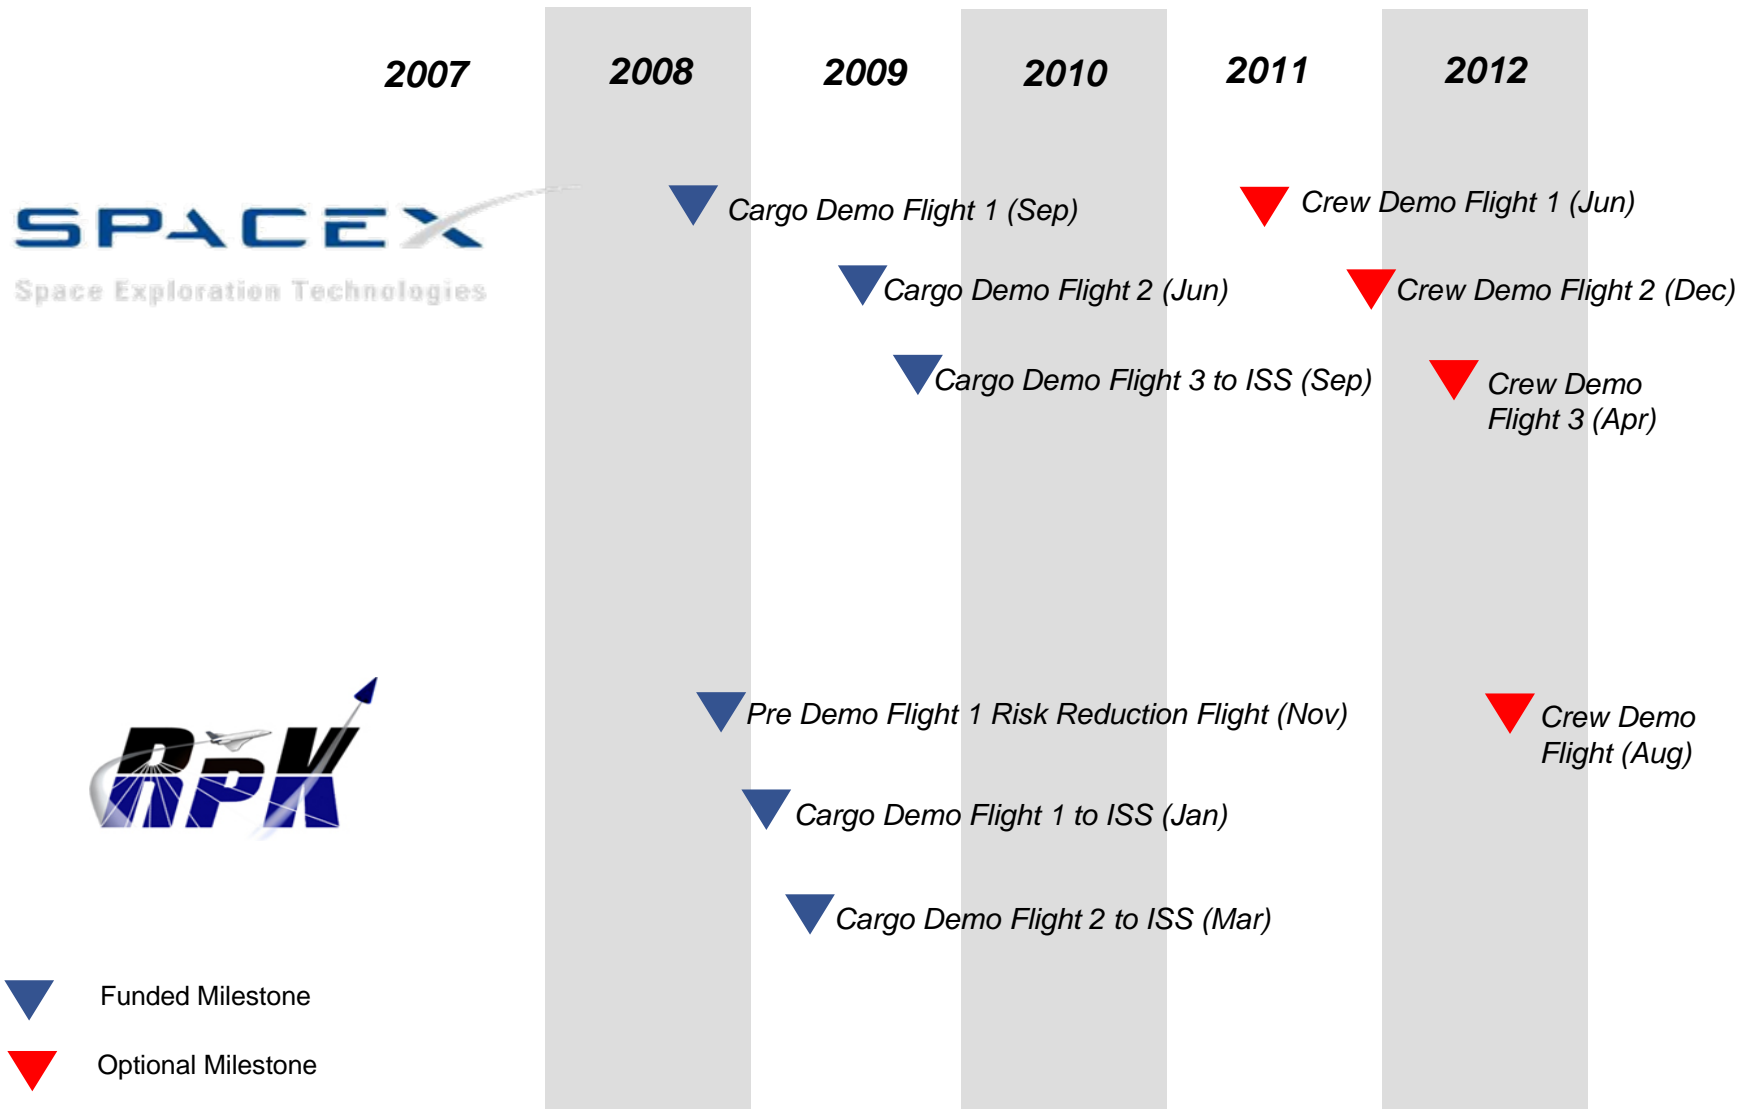 2007 2008 2009 2010 2011 2012
SPACEX
Space Exploration Technologies
Cargo Demo Flight 1 (Sep)
Crew Demo Flight 1 (Jun)
Cargo Demo Flight 2 (Jun)
Crew Demo Flight 2 (Dec)
Cargo Demo Flight 3 to ISS (Sep)
Crew Demo
Flight 3 (Apr)
RPK
Pre Demo Flight 1 Risk Reduction Flight (Nov)
Crew Demo
Flight (Aug)
Cargo Demo Flight 1 to ISS (Jan)
Cargo Demo Flight 2 to ISS (Mar)
Funded Milestone
Optional Milestone